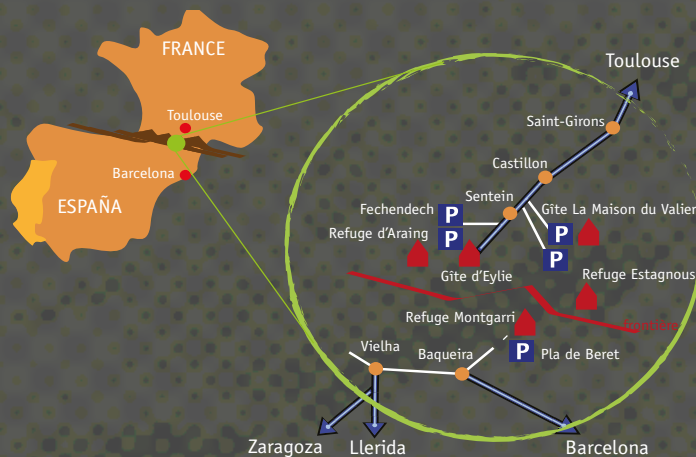 FRANCE
Toulouse
Barcelona
ESPAÑA
Toulouse
Saint-Girons
Castillon
Sentein
Fechendech P
Gîte La Maison du Valier
P
Refuge d'Araing
P
P
Gîte d'Eylie
Refuge Estagnous
Refuge Montgarri
Frontière
Vielha
Baqueira
P Pla de Beret
Zaragoza
Llerida
Barcelona